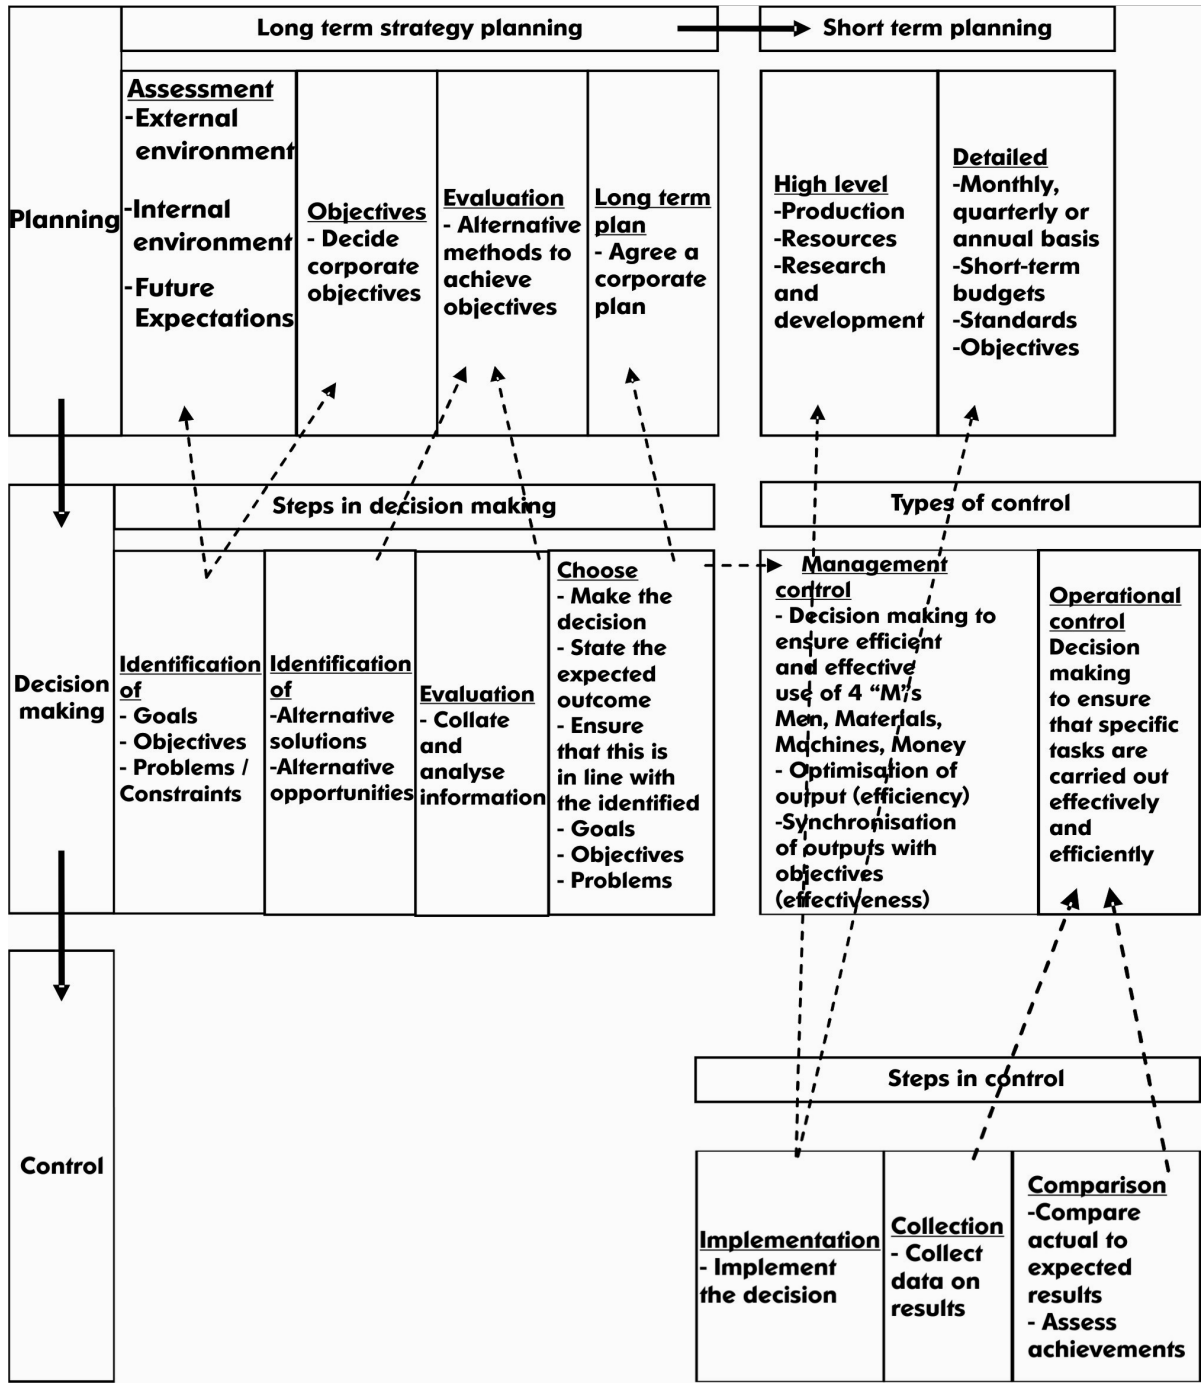 Long term strategy planning
Short term planning
Planning
Assessment
-External
environment
-Internal
environment
-Future
Expectations
Objectives
- Decide
corporate
objectives
Evaluation
- Alternative
methods to
achieve
objectives
Long term
plan
- Agree a
corporate
plan
High level
-Production
-Resources
-Research
and
development
Detailed
-Monthly,
quarterly or
annual basis
-Short-term
budgets
-Standards
-Objectives
Steps in decision making
Types of control
Decision
making
Identification
of
- Goals
- Objectives
- Problems /
Constraints
Identification
of
-Alternative
solutions
-Alternative
opportunities
Evaluation
- Collate
and
analyse
information
Choose
- Make the
decision
- State the
expected
outcome
- Ensure
that this is
in line with
the identified
- Goals
- Objectives
- Problems
Management
control
- Decision making to
ensure efficient
and effective
use of 4 “M”s
Men, Materials,
Machines, Money
- Optimisation of
output (efficiency)
-Synchronisation
of outputs with
objectives
(effectiveness)
Operational
control
Decision
making
to ensure
that specific
tasks are
carried out
effectively
and
efficiently
Steps in control
Control
Implementation
- Implement
the decision
Collection
- Collect
data on
results
Comparison
-Compare
actual to
expected
results
- Assess
achievements